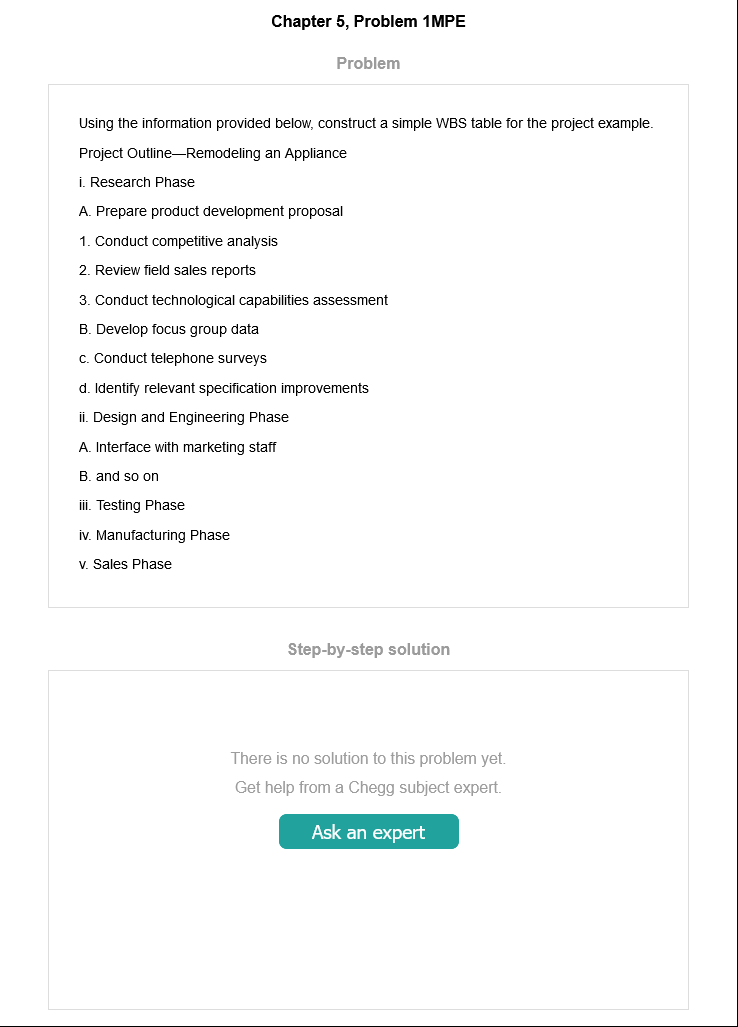 Chapter 5, Problem 1MPE
Problem
Using the information provided below, construct a simple WBS table for the project example.
Project Outline—Remodeling an Appliance
i. Research Phase
A. Prepare product development proposal
1. Conduct competitive analysis
2. Review field sales reports
3. Conduct technological capabilities assessment
B. Develop focus group data
c. Conduct telephone surveys
d. Identify relevant specification improvements
ii. Design and Engineering Phase
A. Interface with marketing staff
B. and so on
iii. Testing Phase
iv. Manufacturing Phase
v. Sales Phase
Step-by-step solution
There is no solution to this problem yet.
Get help from a Chegg subject expert.
Ask an expert